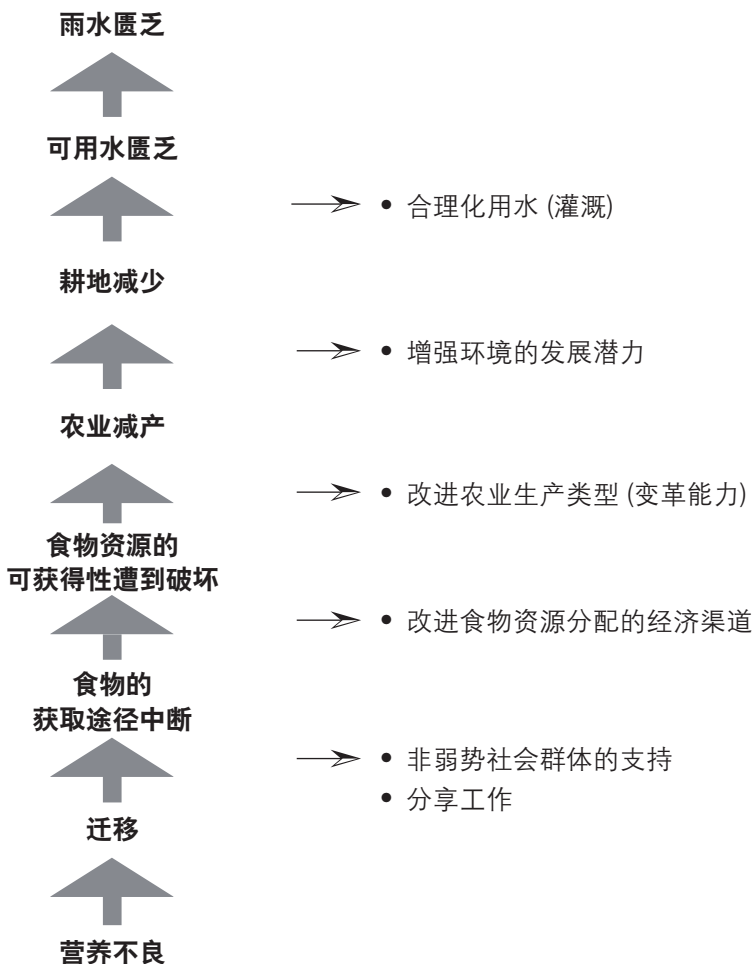 雨水匮乏
可用水匮乏
• 合理化用水 (灌溉)
耕地减少
• 增强环境的发展潜力
农业减产
• 改进农业生产类型 (变革能力)
食物资源的
可获得性遭到破坏
• 改进食物资源分配的经济渠道
食物的
获取途径中断
• 非弱势社会群体的支持
• 分享工作
迁移
营养不良